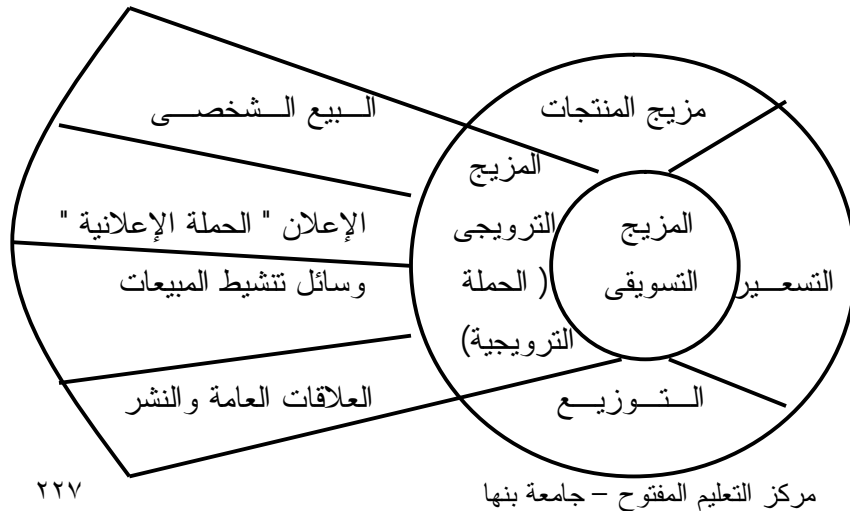 البيع الشخصى
الإعلان " الحملة الإعلانية "
وسائل تنشيط المبيعات
العلاقات العامة والنشر
مزيج المنتجات
المزيج
الترويجى
( الحملة
الترويجية)
المزيج
التسويقى
التسعير
التوزيع
مركز التعليم المفتوح – جامعة بنها
٢٢٧